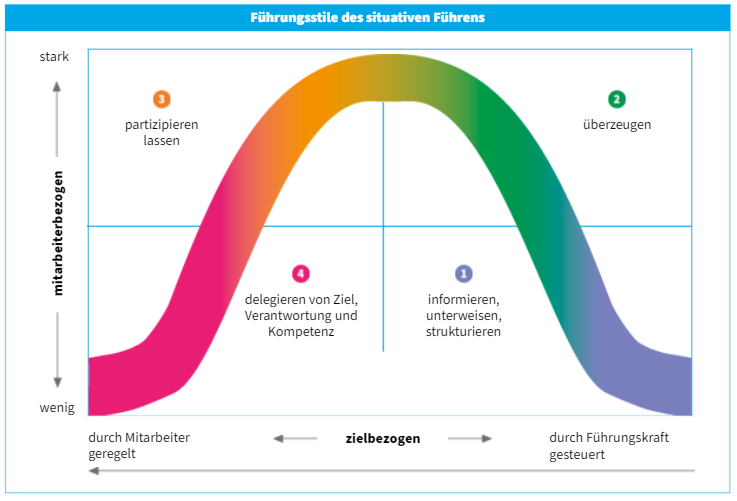 Führungsstile des situativen Führens
stark
3
partizipieren
lassen
2
überzeugen
mitarbeiterbezogen
4
delegieren von Ziel,
Verantwortung und
Kompetenz
1
informieren,
unterweisen,
strukturieren
wenig
durch Mitarbeiter
geregelt
zielbezogen
durch Führungskraft
gesteuert